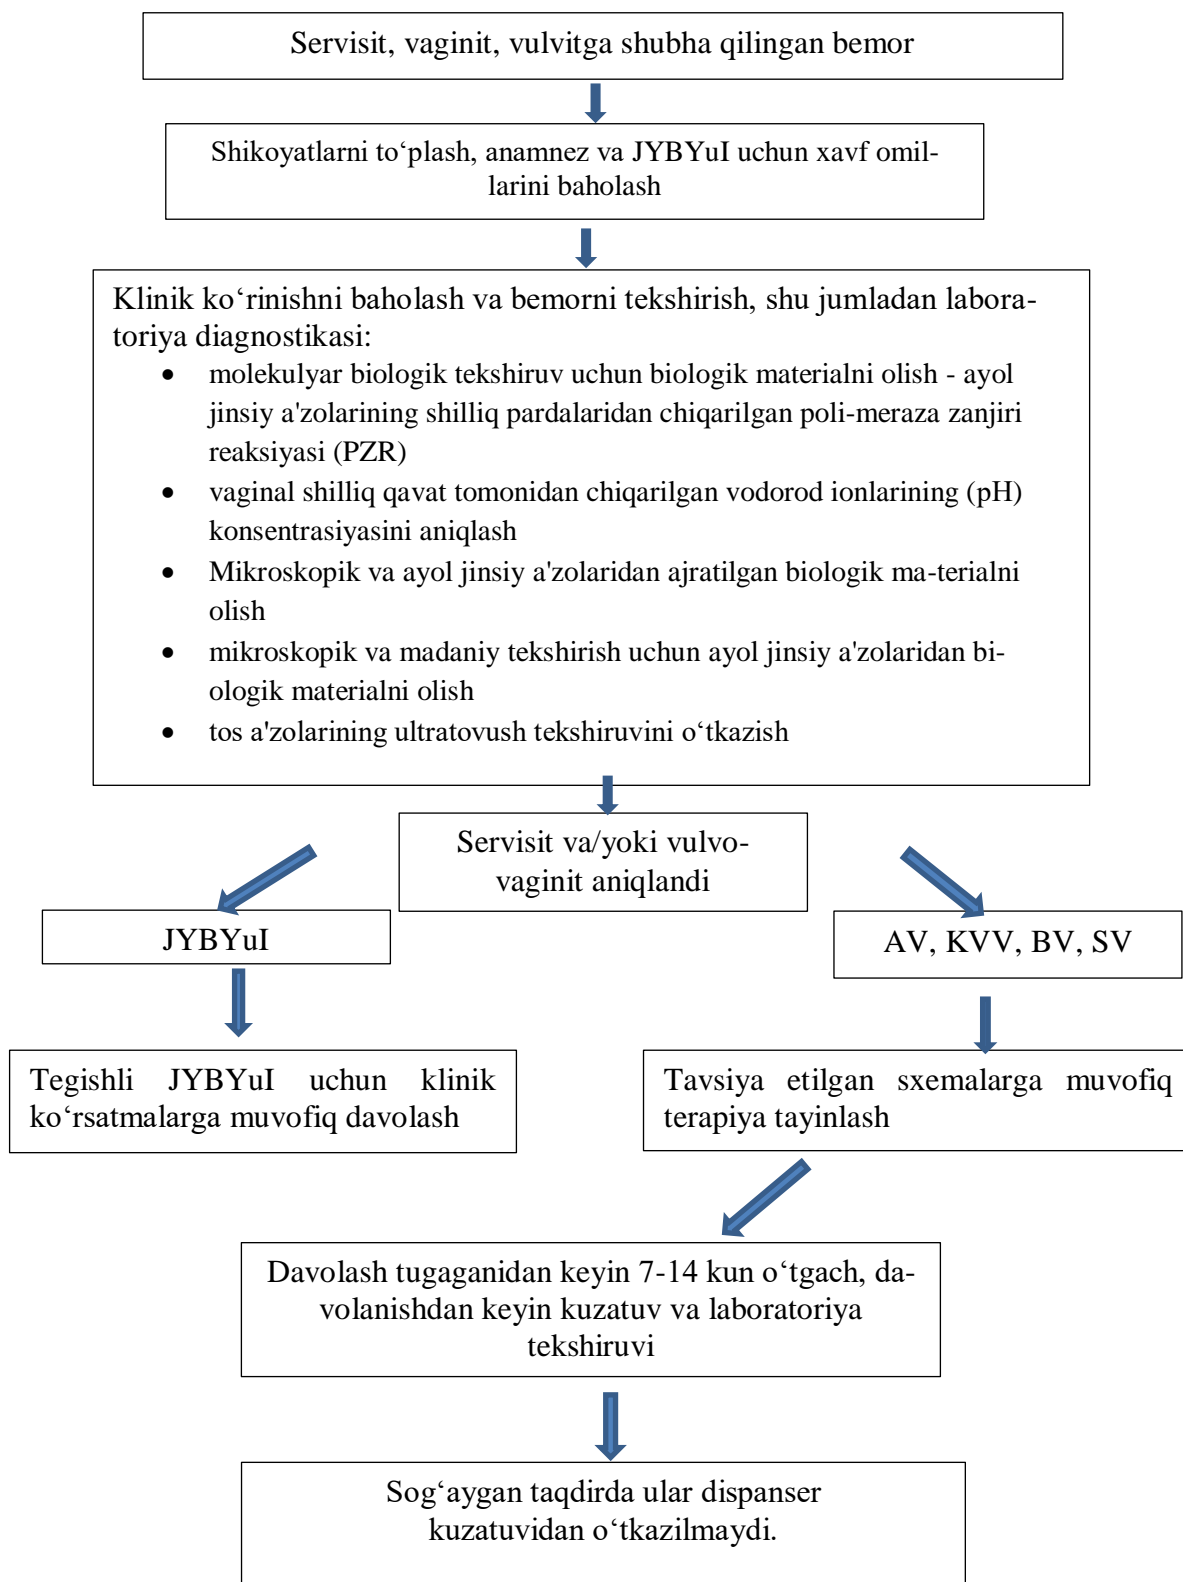 Servisit, vaginit, vulvitga shubha qilingan bemor
Shikoyatlarni to‘plash, anamnez va JYBYuI uchun xavf omil-
larini baholash
Klinik ko‘rinishni baholash va bemorni tekshirish, shu jumladan labora-
toriya diagnostikasi:
• molekulyar biologik tekshiruv uchun biologik materialni olish - ayol
jinsiy a'zolarining shilliq pardalaridan chiqarilgan poli-meraza zanjiri
reaksiyasi (PZR)
• vaginal shilliq qavat tomonidan chiqarilgan vodorod ionlarining (pH)
konsentrasiyasini aniqlash
• Mikroskopik va ayol jinsiy a'zolaridan ajratilgan biologik ma-terialni
olish
• mikroskopik va madaniy tekshirish uchun ayol jinsiy a'zolaridan bi-
ologik materialni olish
• tos a'zolarining ultratovush tekshiruvini o‘tkazish
Servisit va/yoki vulvo-
vaginit aniqlandi
JYBYuI
AV, KVV, BV, SV
Tegishli JYBYuI uchun klinik
ko‘rsatmalarga muvofiq davolash
Tavsiya etilgan sxemalarga muvofiq
terapiya tayinlash
Davolash tugaganidan keyin 7-14 kun o‘tgach, da-
volanishdan keyin kuzatuv va laboratoriya
tekshiruvi
Sog‘aygan taqdirda ular dispanser
kuzatuvidan o‘tkazilmaydi.